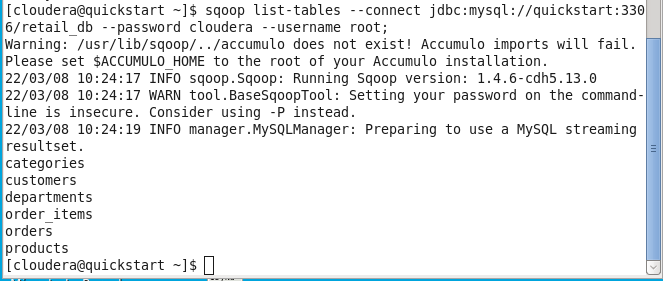 [cloudera@quickstart ~]$ sqoop list-tables --connect jdbc:mysql://quickstart:330
6/retail_db --password cloudera --username root;
Warning: /usr/lib/sqoop/../accumulo does not exist! Accumulo imports will fail.
Please set $ACCUMULO_HOME to the root of your Accumulo installation.
22/03/08 10:24:17 INFO sqoop.Sqoop: Running Sqoop version: 1.4.6-cdh5.13.0
22/03/08 10:24:17 WARN tool.BaseSqoopTool: Setting your password on the command-
line is insecure. Consider using -P instead.
22/03/08 10:24:19 INFO manager.MySQLManager: Preparing to use a MySQL streaming
resultset.
categories
customers
departments
order_items
orders
products
[cloudera@quickstart ~]$